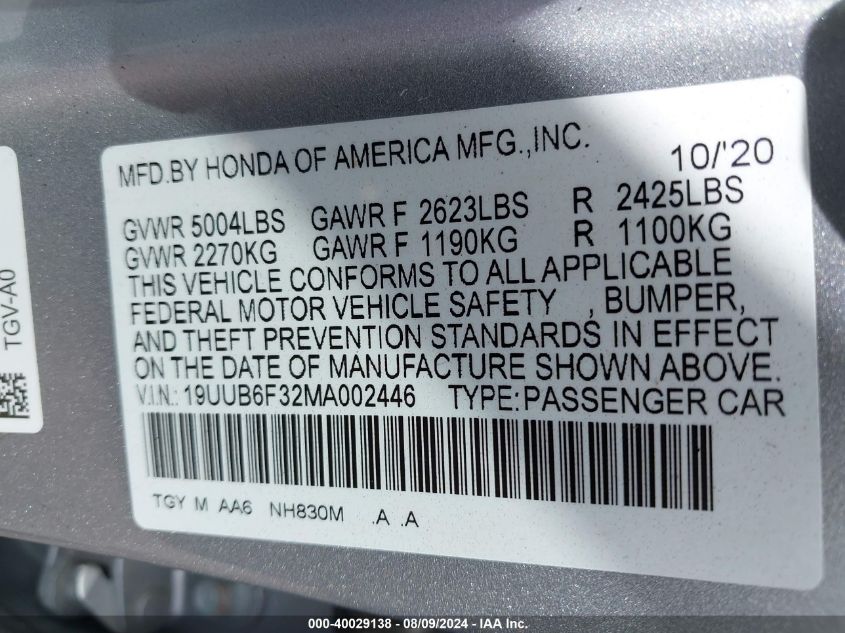 MFD.BY HONDA OF AMERICA MFG.,INC. 10/'20
GVWR 5004LBS GAWR F 2623LBS R 2425LBS
GVWR 2270KG GAWR F 1190KG R 1100KG
THIS VEHICLE CONFORMS TO ALL APPLICABLE
FEDERAL MOTOR VEHICLE SAFETY , BUMPER,
AND THEFT PREVENTION STANDARDS IN EFFECT
ON THE DATE OF MANUFACTURE SHOWN ABOVE.
V.I.N.: 19UUB6F32MA002446 TYPE:PASSENGER CAR
TGY M AA6 NH830M .A .A
TGV-A0
000-40029138 - 08/09/2024 - IAA Inc.